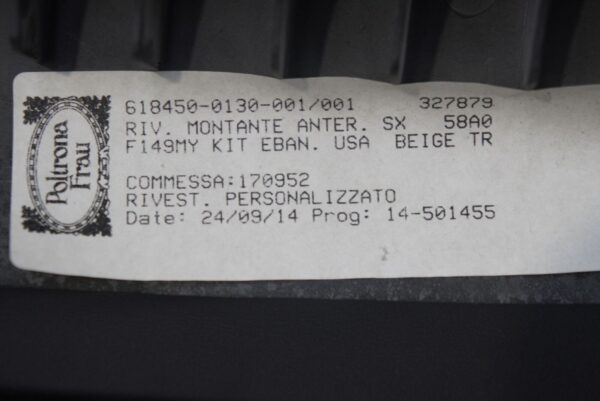 Poltrona
Frau
618450-0130-001/001 327879
RIV. MONTANTE ANTER. SX 58A0
F149MY KIT EBAN. USA BEIGE TR
COMMESSA:170952
RIVEST. PERSONALIZZATO
Date: 24/09/14 Prog: 14-501455